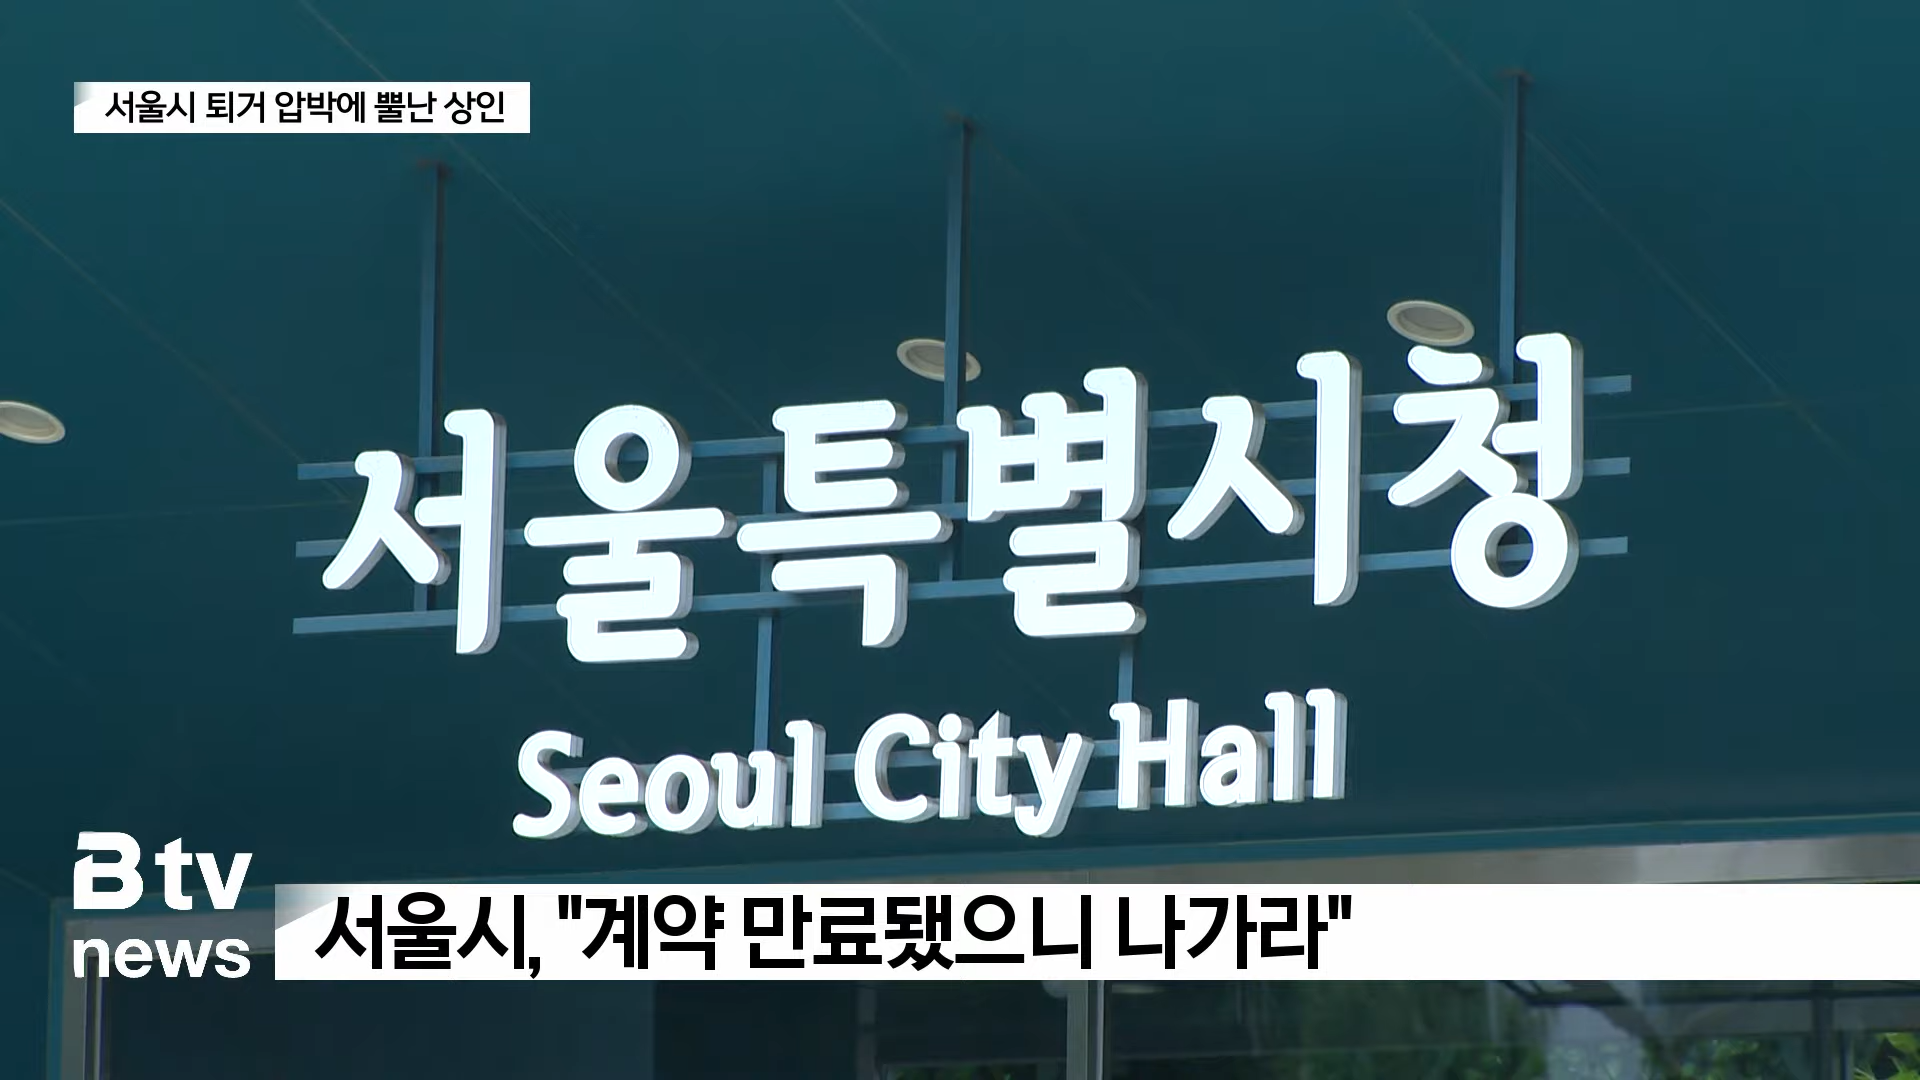 서울시 퇴거 압박에 뿔난 상인
서울특별시청
Seoul City Hall
B tv
news
서울시, "계약 만료됐으니 나가라"